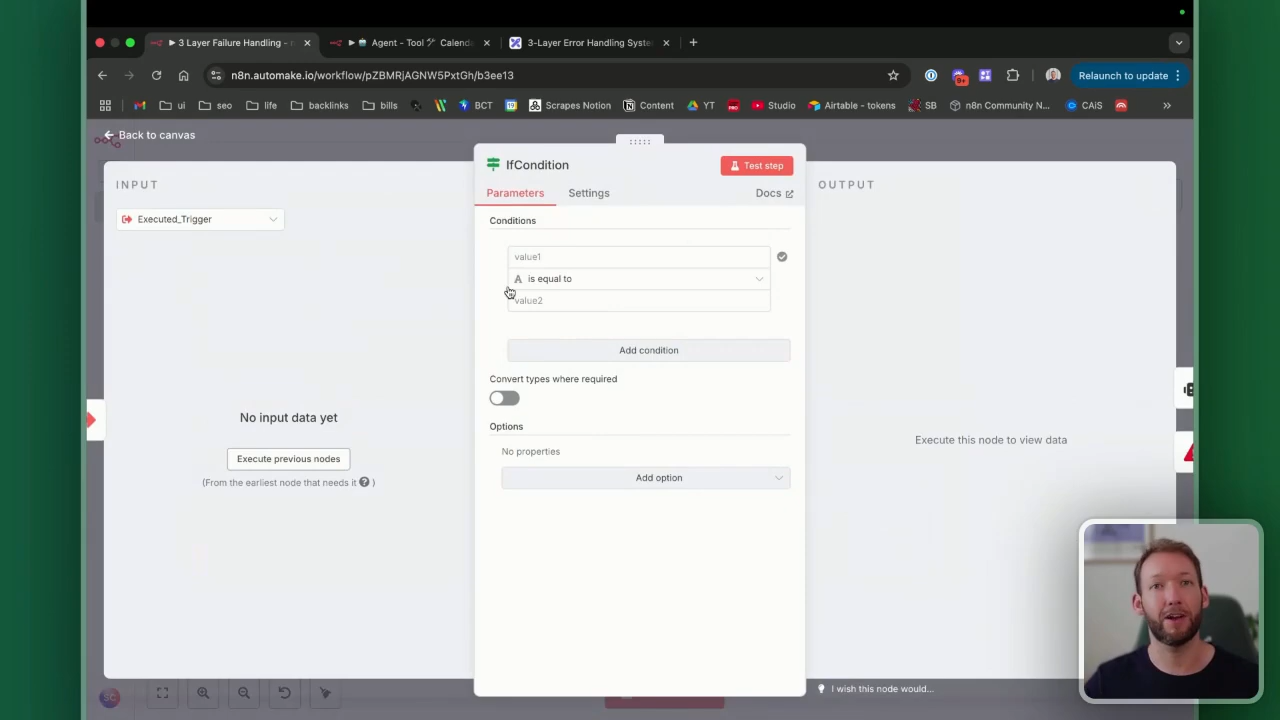 ▶ 3 Layer Failure Handling - n
▶ 🤖 Agent - Tool 🛠 Calenda
3-Layer Error Handling Syste
n8n.automake.io/workflow/pZBMRjAGNW5PxtGh/b3ee13
9+
Relaunch to update
ui
seo
life
backlinks
bills
BCT
Scrapes Notion
Content
YT
Studio
Airtable - tokens
SB
n8n Community N...
CAiS
Back to canvas
INPUT
Executed_Trigger
No input data yet
Execute previous nodes
(From the earliest node that needs it ? )
IfCondition
Test step
Parameters
Settings
Docs
Conditions
value1
A is equal to
value2
Add condition
Convert types where required
Options
No properties
Add option
OUTPUT
Execute this node to view data
I wish this node would...